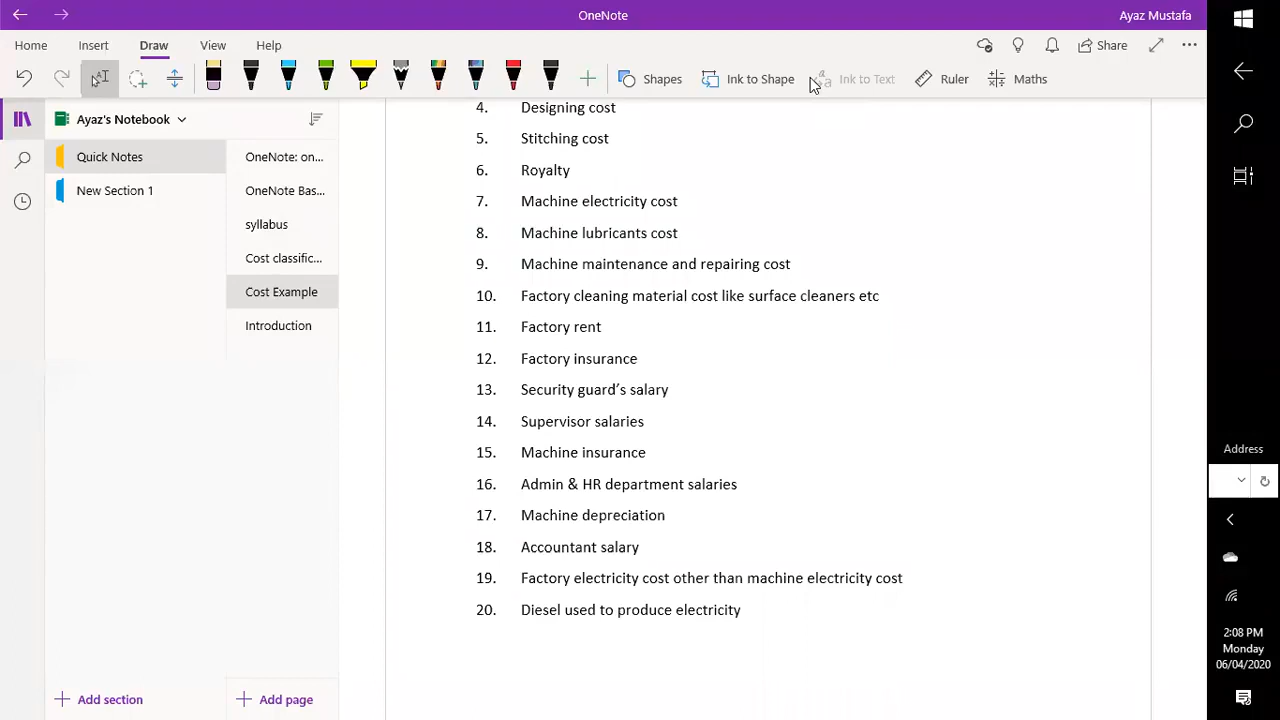 OneNote
Ayaz Mustafa
Home Insert Draw View Help
Share
Shapes Ink to Shape Ink to Text Ruler Maths
Ayaz's Notebook
Quick Notes
New Section 1
OneNote: on...
OneNote Bas...
syllabus
Cost classific...
Cost Example
Introduction
4. Designing cost
5. Stitching cost
6. Royalty
7. Machine electricity cost
8. Machine lubricants cost
9. Machine maintenance and repairing cost
10. Factory cleaning material cost like surface cleaners etc
11. Factory rent
12. Factory insurance
13. Security guard's salary
14. Supervisor salaries
15. Machine insurance
16. Admin & HR department salaries
17. Machine depreciation
18. Accountant salary
19. Factory electricity cost other than machine electricity cost
20. Diesel used to produce electricity
Add section
Add page
Address
2:08 PM
Monday
06/04/2020